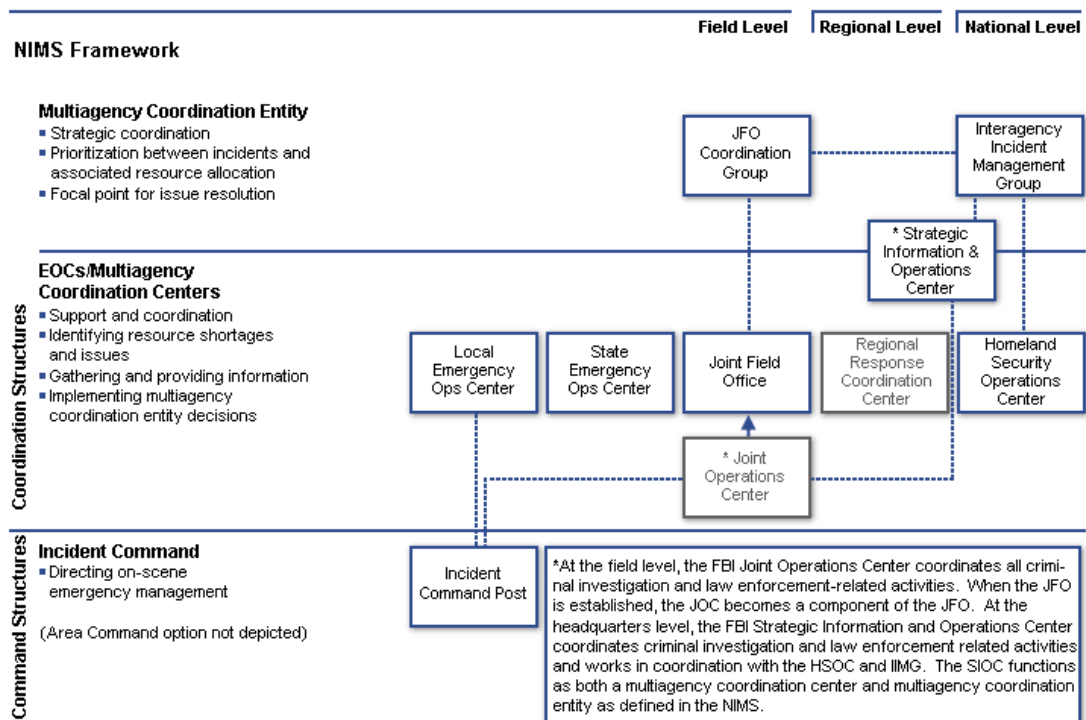 Field Level
Regional Level
National Level
NIMS Framework
Multiagency Coordination Entity
▪ Strategic coordination
▪ Prioritization between incidents and
associated resource allocation
▪ Focal point for issue resolution
JFO
Coordination
Group
Interagency
Incident
Management
Group
* Strategic
Information &
Operations
Center
Coordination Structures
EOCs/Multiagency
Coordination Centers
▪ Support and coordination
▪ Identifying resource shortages
and issues
▪ Gathering and providing information
▪ Implementing multiagency
coordination entity decisions
Local
Emergency
Ops Center
State
Emergency
Ops Center
Joint Field
Office
Regional
Response
Coordination
Center
Homeland
Security
Operations
Center
* Joint
Operations
Center
Command Structures
Incident Command
▪ Directing on-scene
emergency management
(Area Command option not depicted)
Incident
Command Post
*At the field level, the FBI Joint Operations Center coordinates all crimi-
nal investigation and law enforcement-related activities. When the JFO
is established, the JOC becomes a component of the JFO. At the
headquarters level, the FBI Strategic Information and Operations Center
coordinates criminal investigation and law enforcement related activities
and works in coordination with the HSOC and IIMG. The SIOC functions
as both a multiagency coordination center and multiagency coordination
entity as defined in the NIMS.